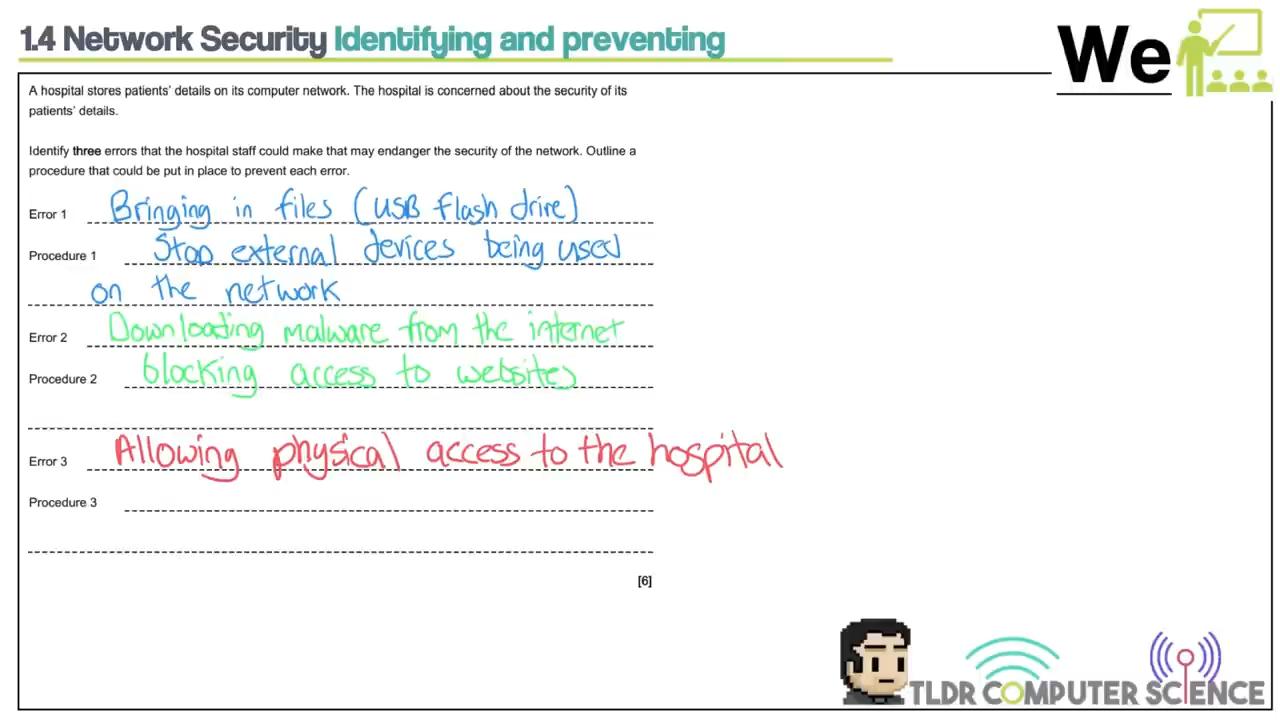 1.4 Network Security Identifying and preventing
We
A hospital stores patients' details on its computer network. The hospital is concerned about the security of its
patients' details.
Identify three errors that the hospital staff could make that may endanger the security of the network. Outline a
procedure that could be put in place to prevent each error.
Error 1 Bringing in files (USB flash drive)
Procedure 1 Stop external devices being used
on the network
Error 2 Downloading malware from the internet
Procedure 2 blocking access to websites
Error 3 Allowing physical access to the hospital
Procedure 3
[6]
TLDR COMPUTER SCIENCE